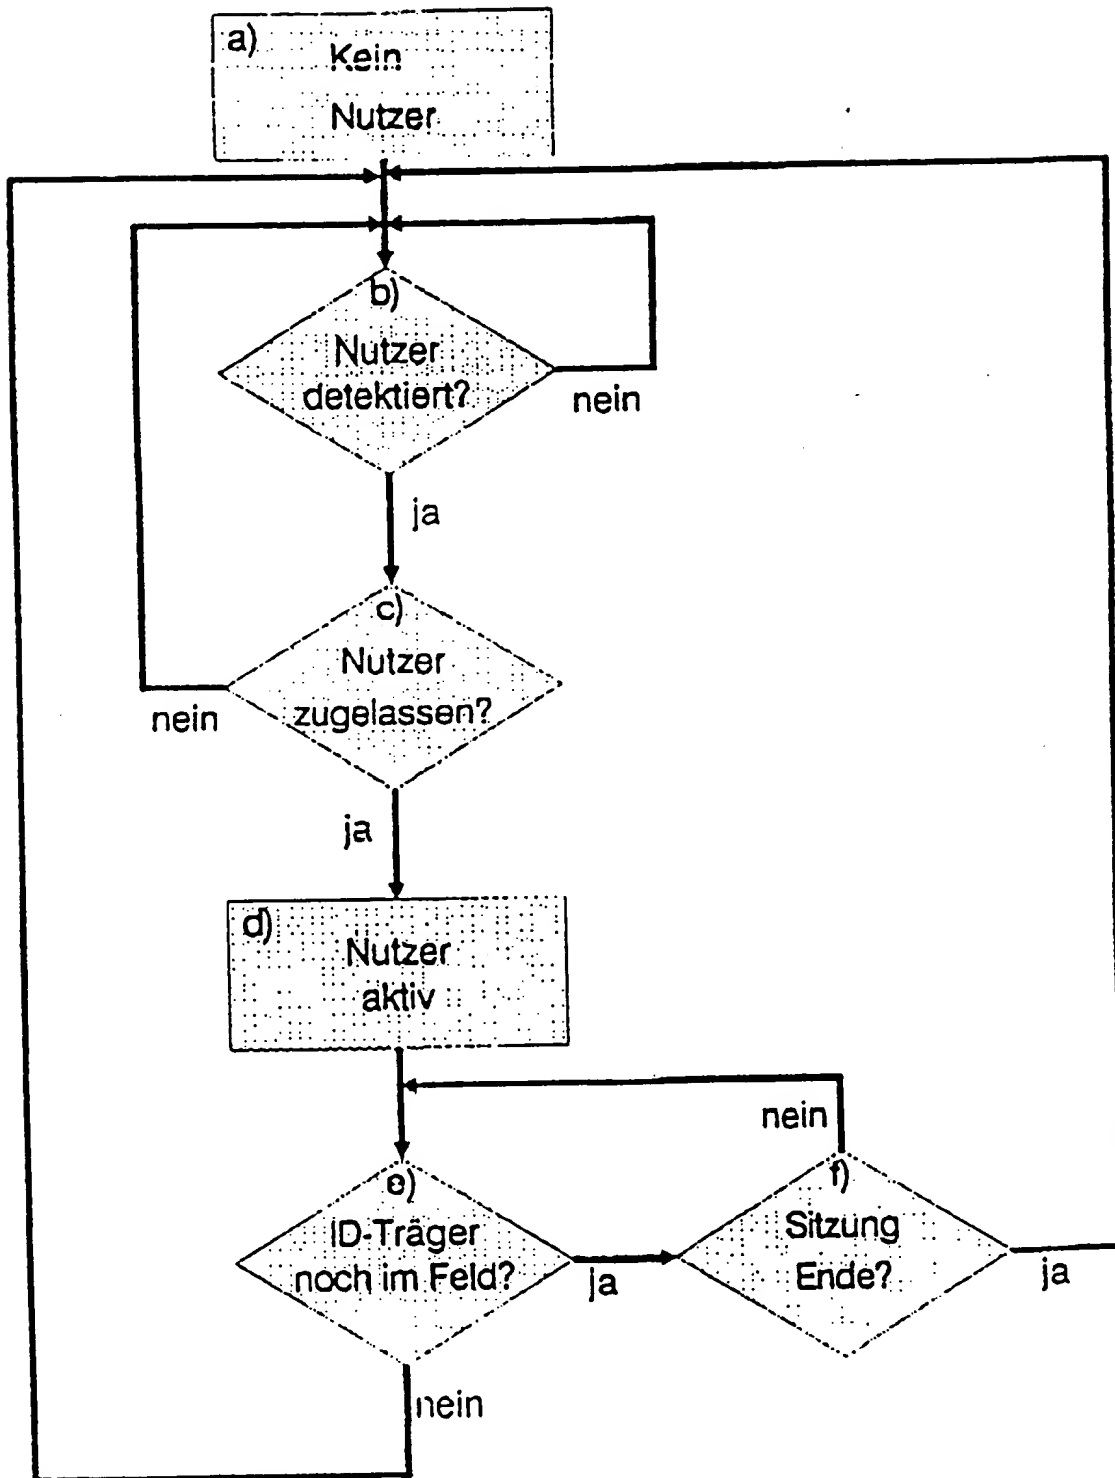 a)
Kein
Nutzer
b)
Nutzer
detektiert?
nein
ja
c)
Nutzer
zugelassen?
nein
ja
d)
Nutzer
aktiv
nein
e)
ID-Träger
noch im Feld?
ja
f)
Sitzung
Ende?
ja
nein